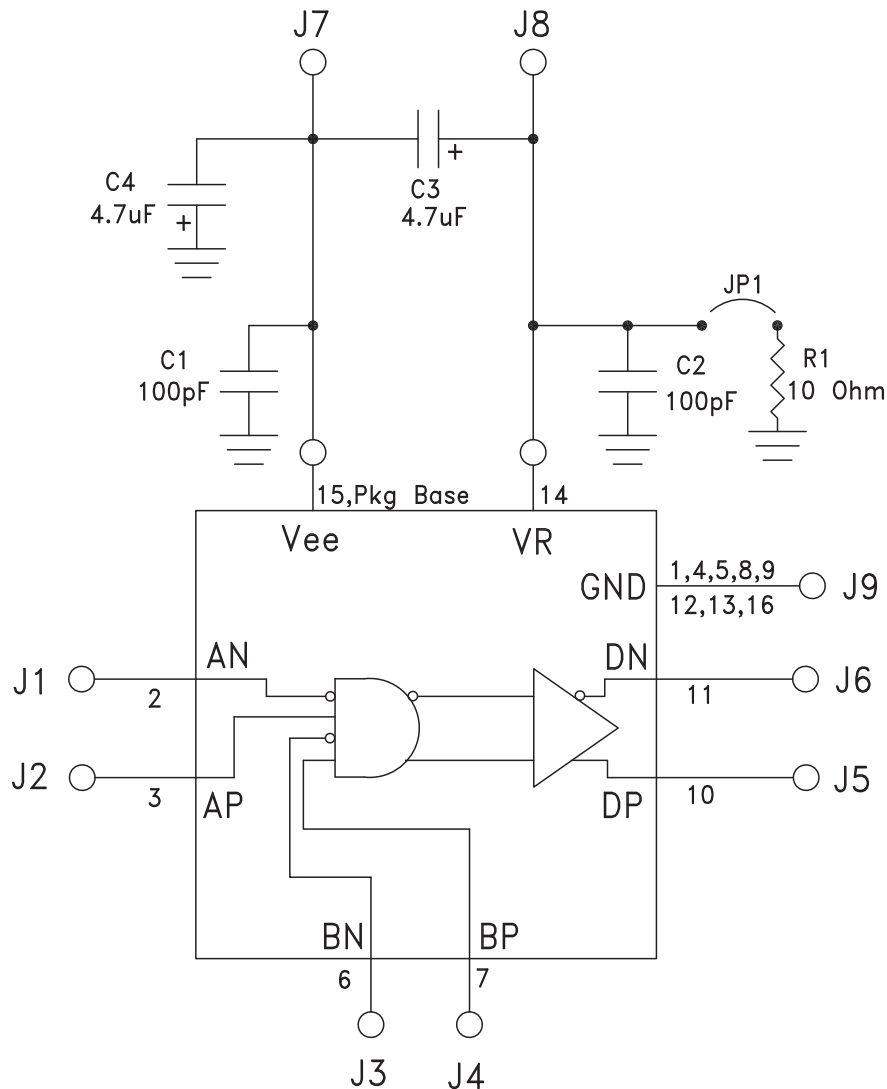 J7
J8
C4
4.7uF
+
+
C3
4.7uF
JP1
C1
100pF
C2
100pF
R1
10 Ohm
15,Pkg Base
14
Vee
VR
GND
1,4,5,8,9
12,13,16
J9
J1
AN
2
DN
11
J6
J2
3
AP
DP
10
J5
BN
BP
6
7
J3
J4